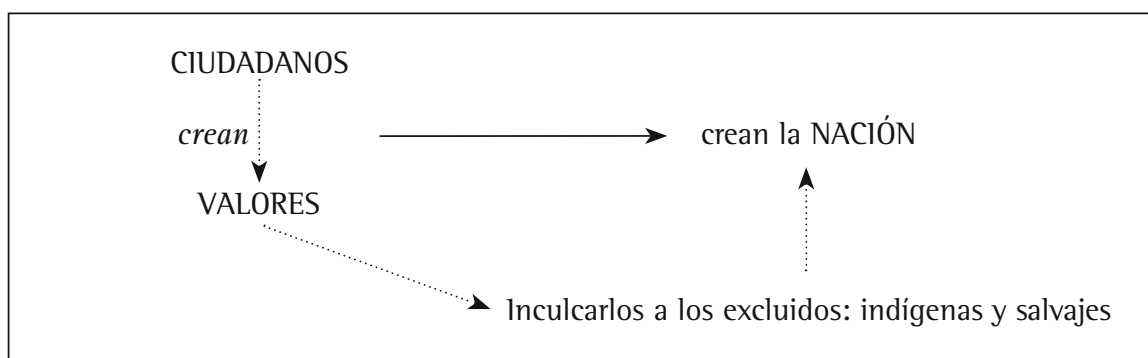 CIUDADANOS
crean
crean la NACIÓN
VALORES
Inculcarlos a los excluidos: indígenas y salvajes